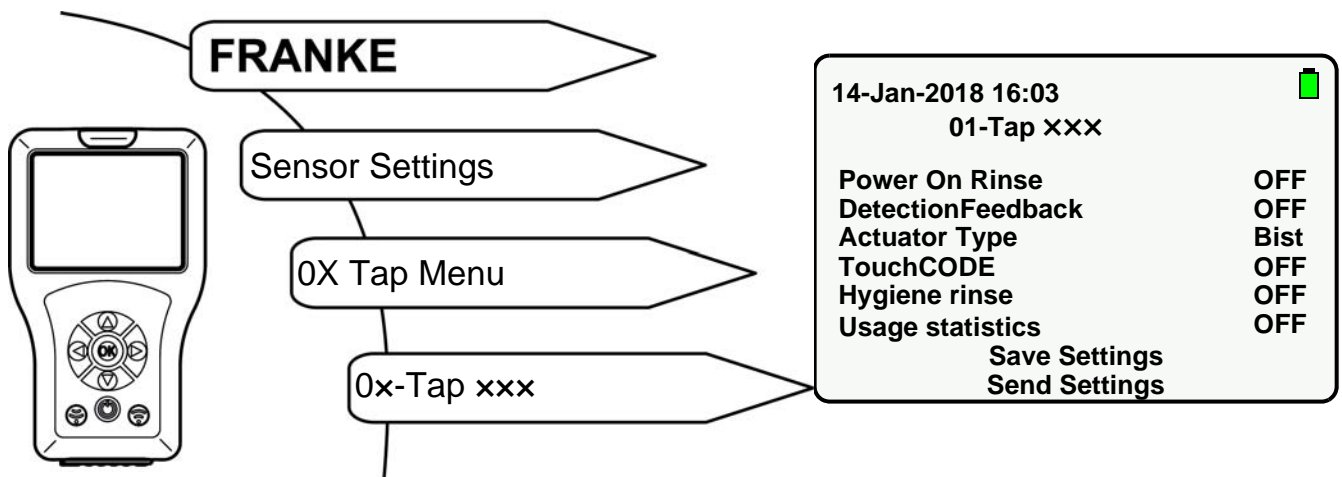 FRANKE
Sensor Settings
0X Tap Menu
0×-Tap ×××
OK
14-Jan-2018 16:03
01-Tap ×××
Power On Rinse OFF
DetectionFeedback OFF
Actuator Type Bist
TouchCODE OFF
Hygiene rinse OFF
Usage statistics OFF
Save Settings
Send Settings